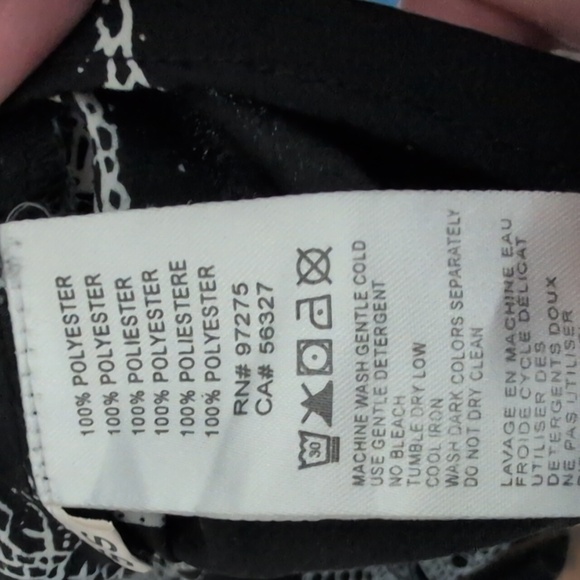 100% POLYESTER
100% POLYESTER
100% POLIESTER
100% POLYESTER
100% POLIESTERE
100% POLYESTER
RN# 97275
CA# 56327
30
MACHINE WASH GENTLE COLD
USE GENTLE DETERGENT
NO BLEACH
TUMBLE DRY LOW
COOL IRON
WASH DARK COLORS SEPARATELY
DO NOT DRY CLEAN
LAVAGE EN MACHINE EAU
FROIDE CYCLE DÉLICAT
UTILISER DES
DETERGENTS DOUX
NE PAS UTILISER